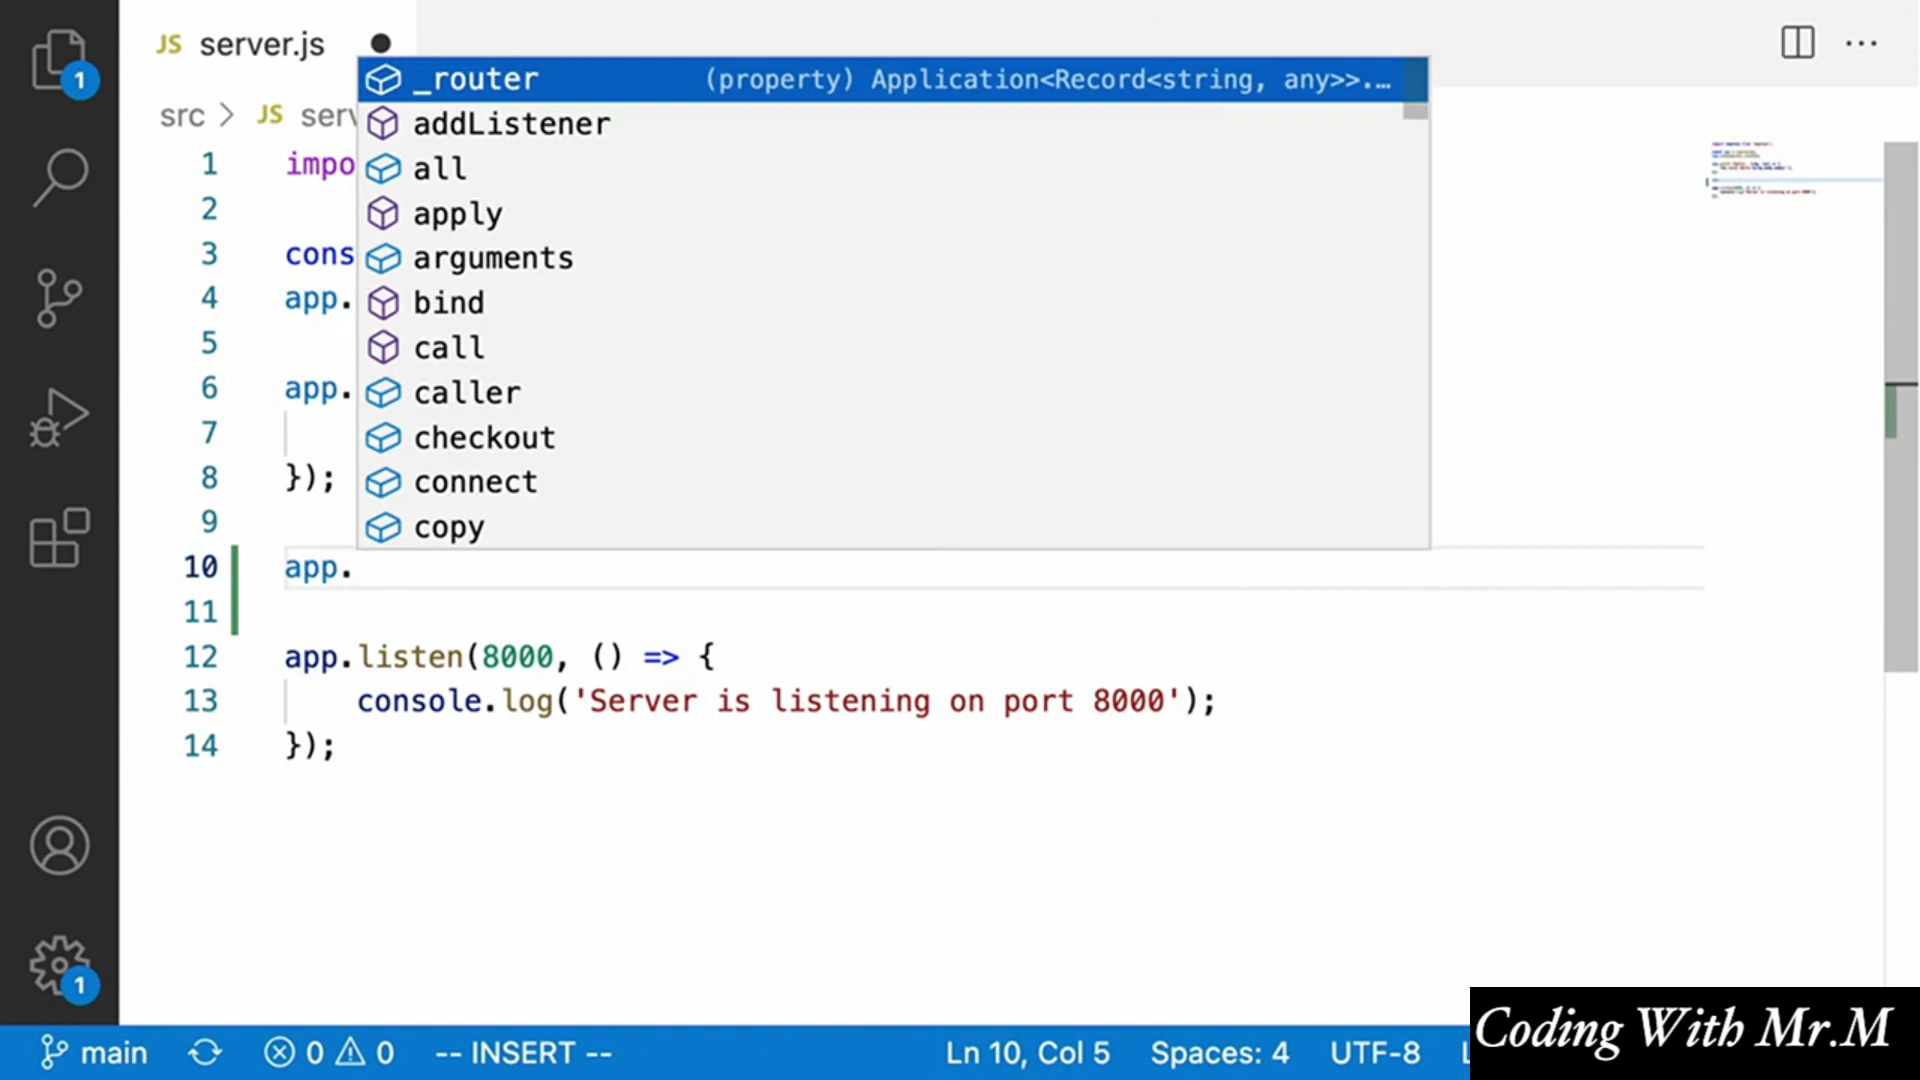 JS server.js
1
_router (property) Application<Record<string, any>>.…
src > JS serv
addListener
1 impo
all
2
apply
3 cons
arguments
4 app.
bind
5
call
6 app.
caller
7
checkout
8 });
connect
9
copy
10 app.
11
12 app.listen(8000, () => {
13 console.log('Server is listening on port 8000');
14 });
1
main 0 0 -- INSERT -- Ln 10, Col 5 Spaces: 4 UTF-8 L
Coding With Mr.M